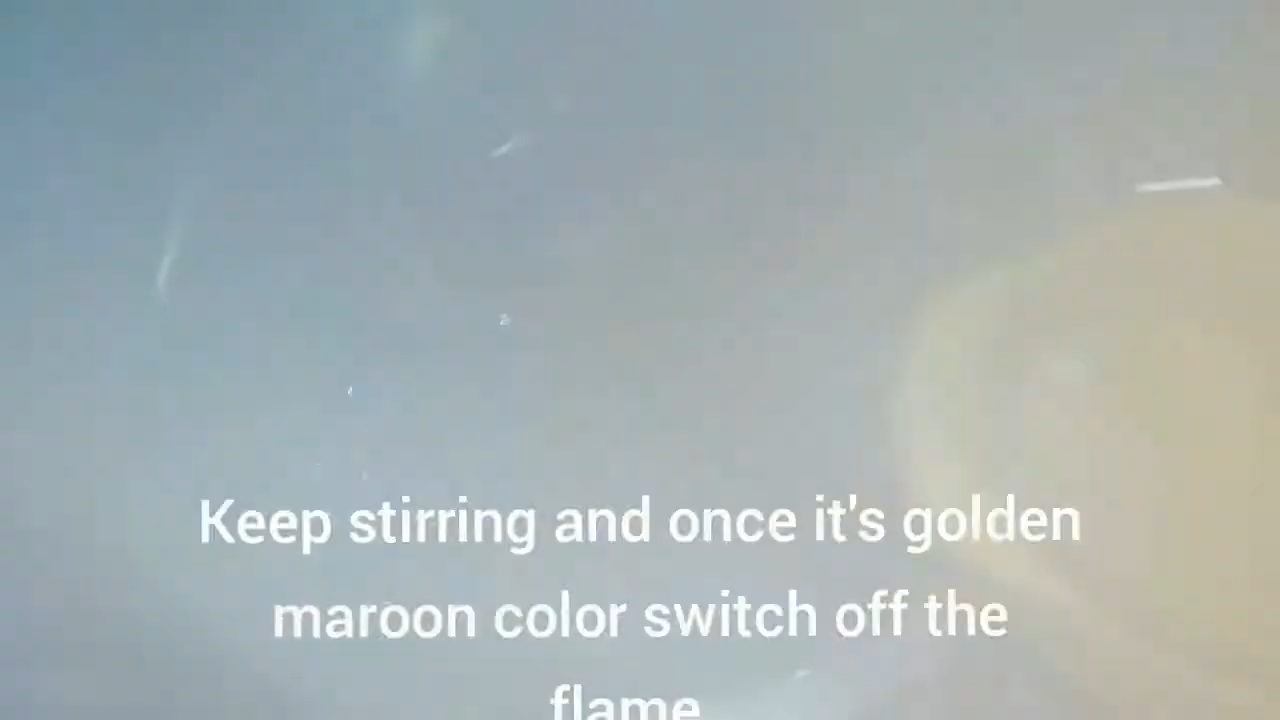 Keep stirring and once it's golden
maroon color switch off the
flame